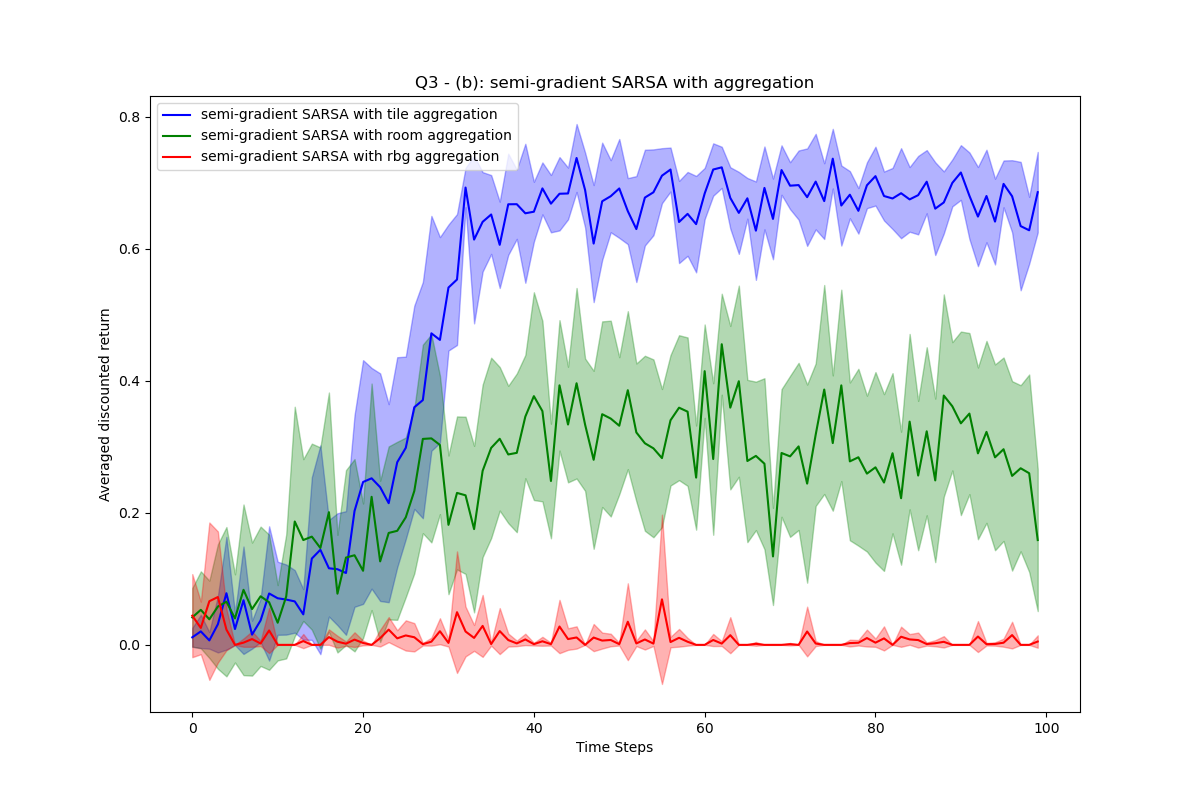 Q3 - (b): semi-gradient SARSA with aggregation
semi-gradient SARSA with tile aggregation
semi-gradient SARSA with room aggregation
semi-gradient SARSA with rbg aggregation
Averaged discounted return
0.8
0.6
0.4
0.2
0.0
0 20 40 60 80 100
Time Steps